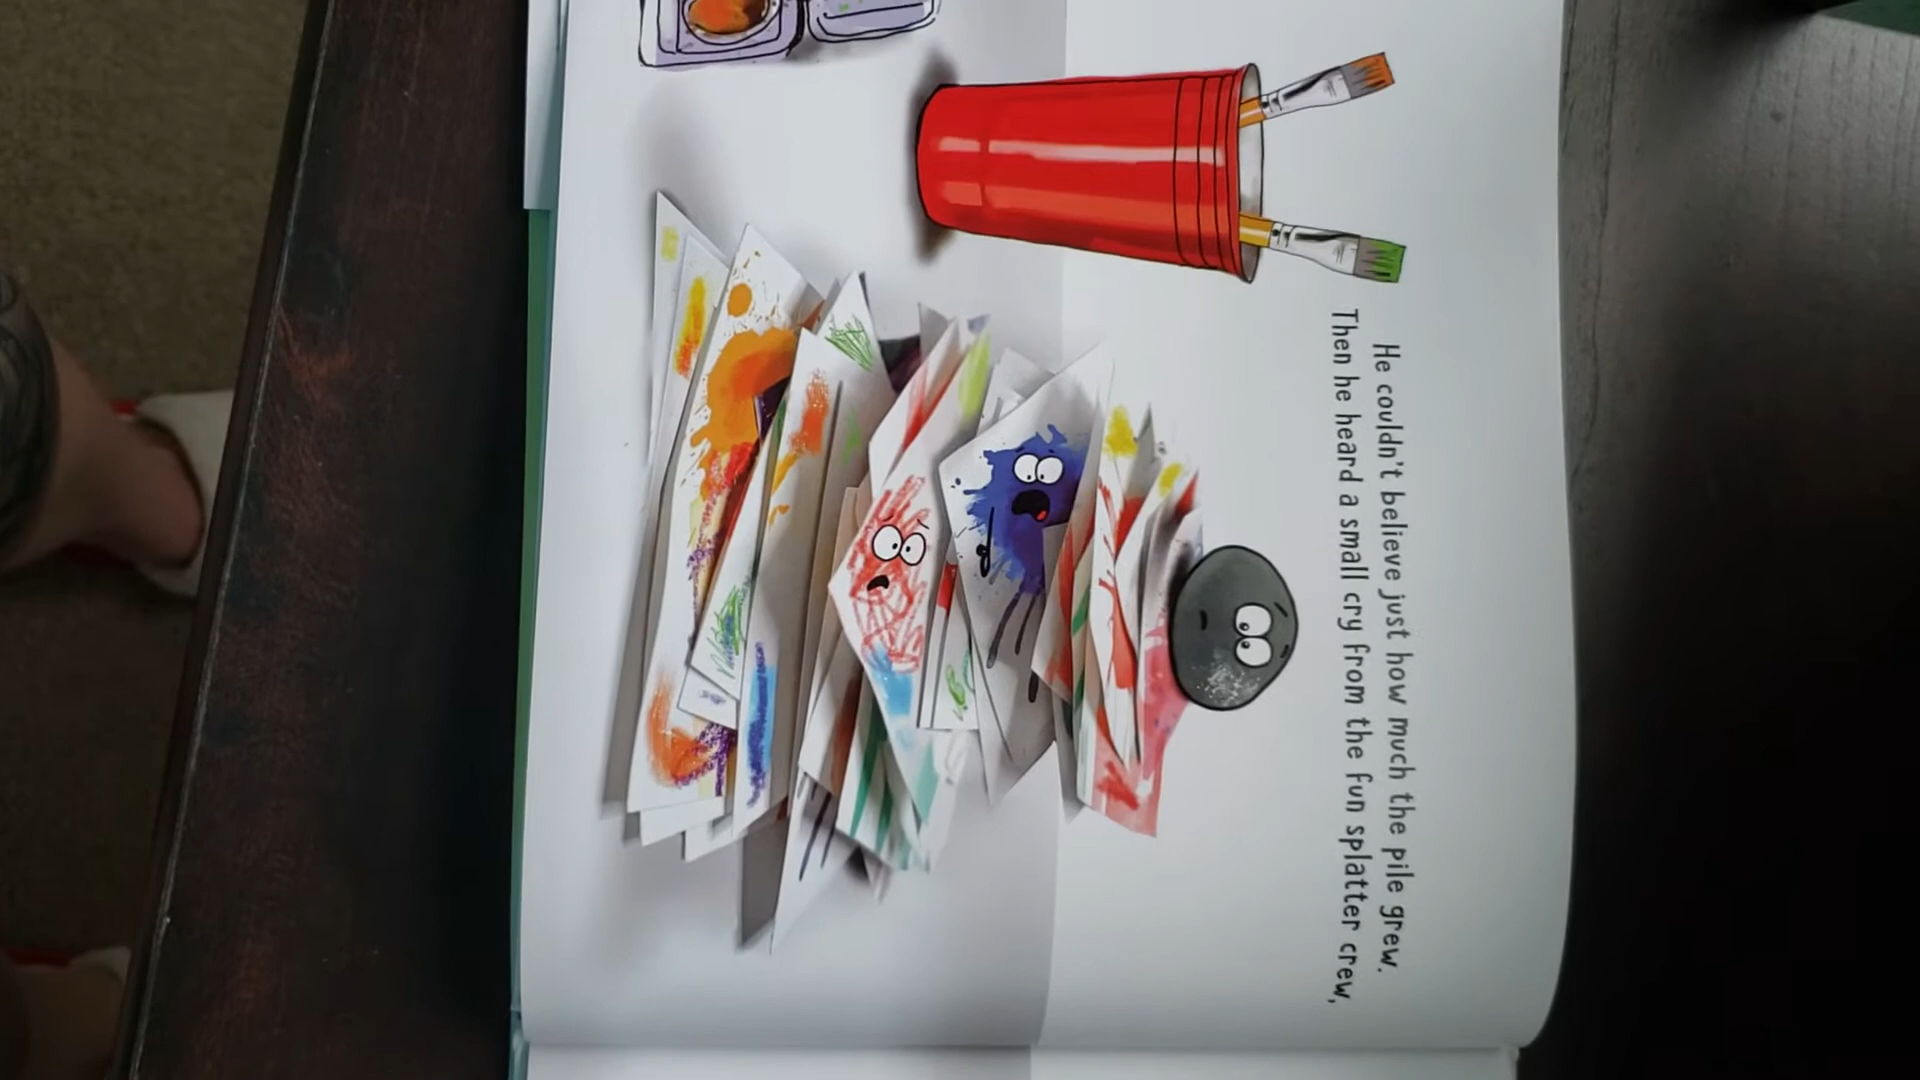 He couldn't believe just how much the pile grew.
Then he heard a small cry from the fun splatter crew,